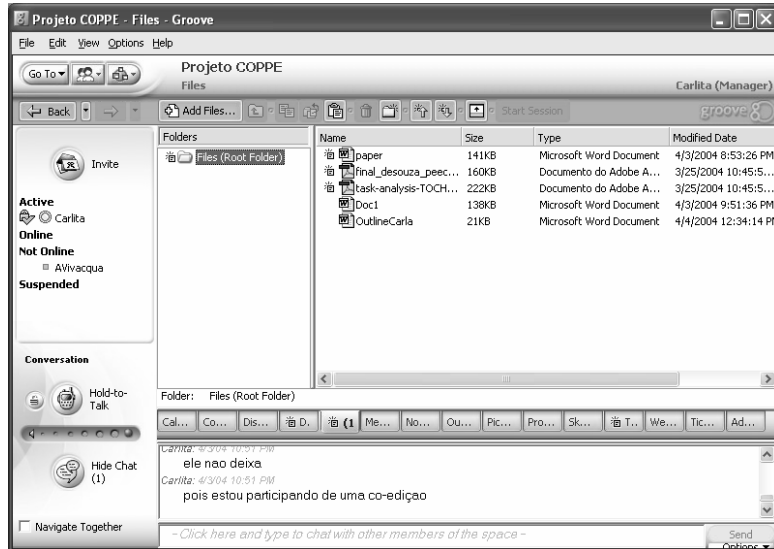 Projeto COPPE - Files - Groove
File Edit View Options Help
Go To
Projeto COPPE
Files
Carlita (Manager)
Back Add Files... Start Session groove
Invite
Active
Carlita
Online
Not Online
AVivacqua
Suspended
Conversation
Hold-to-
Talk
Hide Chat
(1)
Navigate Together
Folders
Files (Root Folder)
Name Size Type Modified Date
paper 141KB Microsoft Word Document 4/3/2004 8:53:26 PM
final_desouza_peec... 160KB Documento do Adobe A... 3/25/2004 10:45:5...
task-analysis-TOCH... 222KB Documento do Adobe A... 3/25/2004 10:45:5...
Doc1 138KB Microsoft Word Document 4/3/2004 9:51:36 PM
OutlineCarla 21KB Microsoft Word Document 4/4/2004 12:34:14 PM
Folder: Files (Root Folder)
Cal... Co... Dis... D. (1 Me... No... Ou... Pic... Pro... Sk... T.. We... Tic... Ad...
Carlita: 4/3/04 10:51 PM
ele nao deixa
Carlita: 4/3/04 10:51 PM
pois estou participando de uma co-ediçao
-Click here and type to chat with other members of the space-
Send
Options